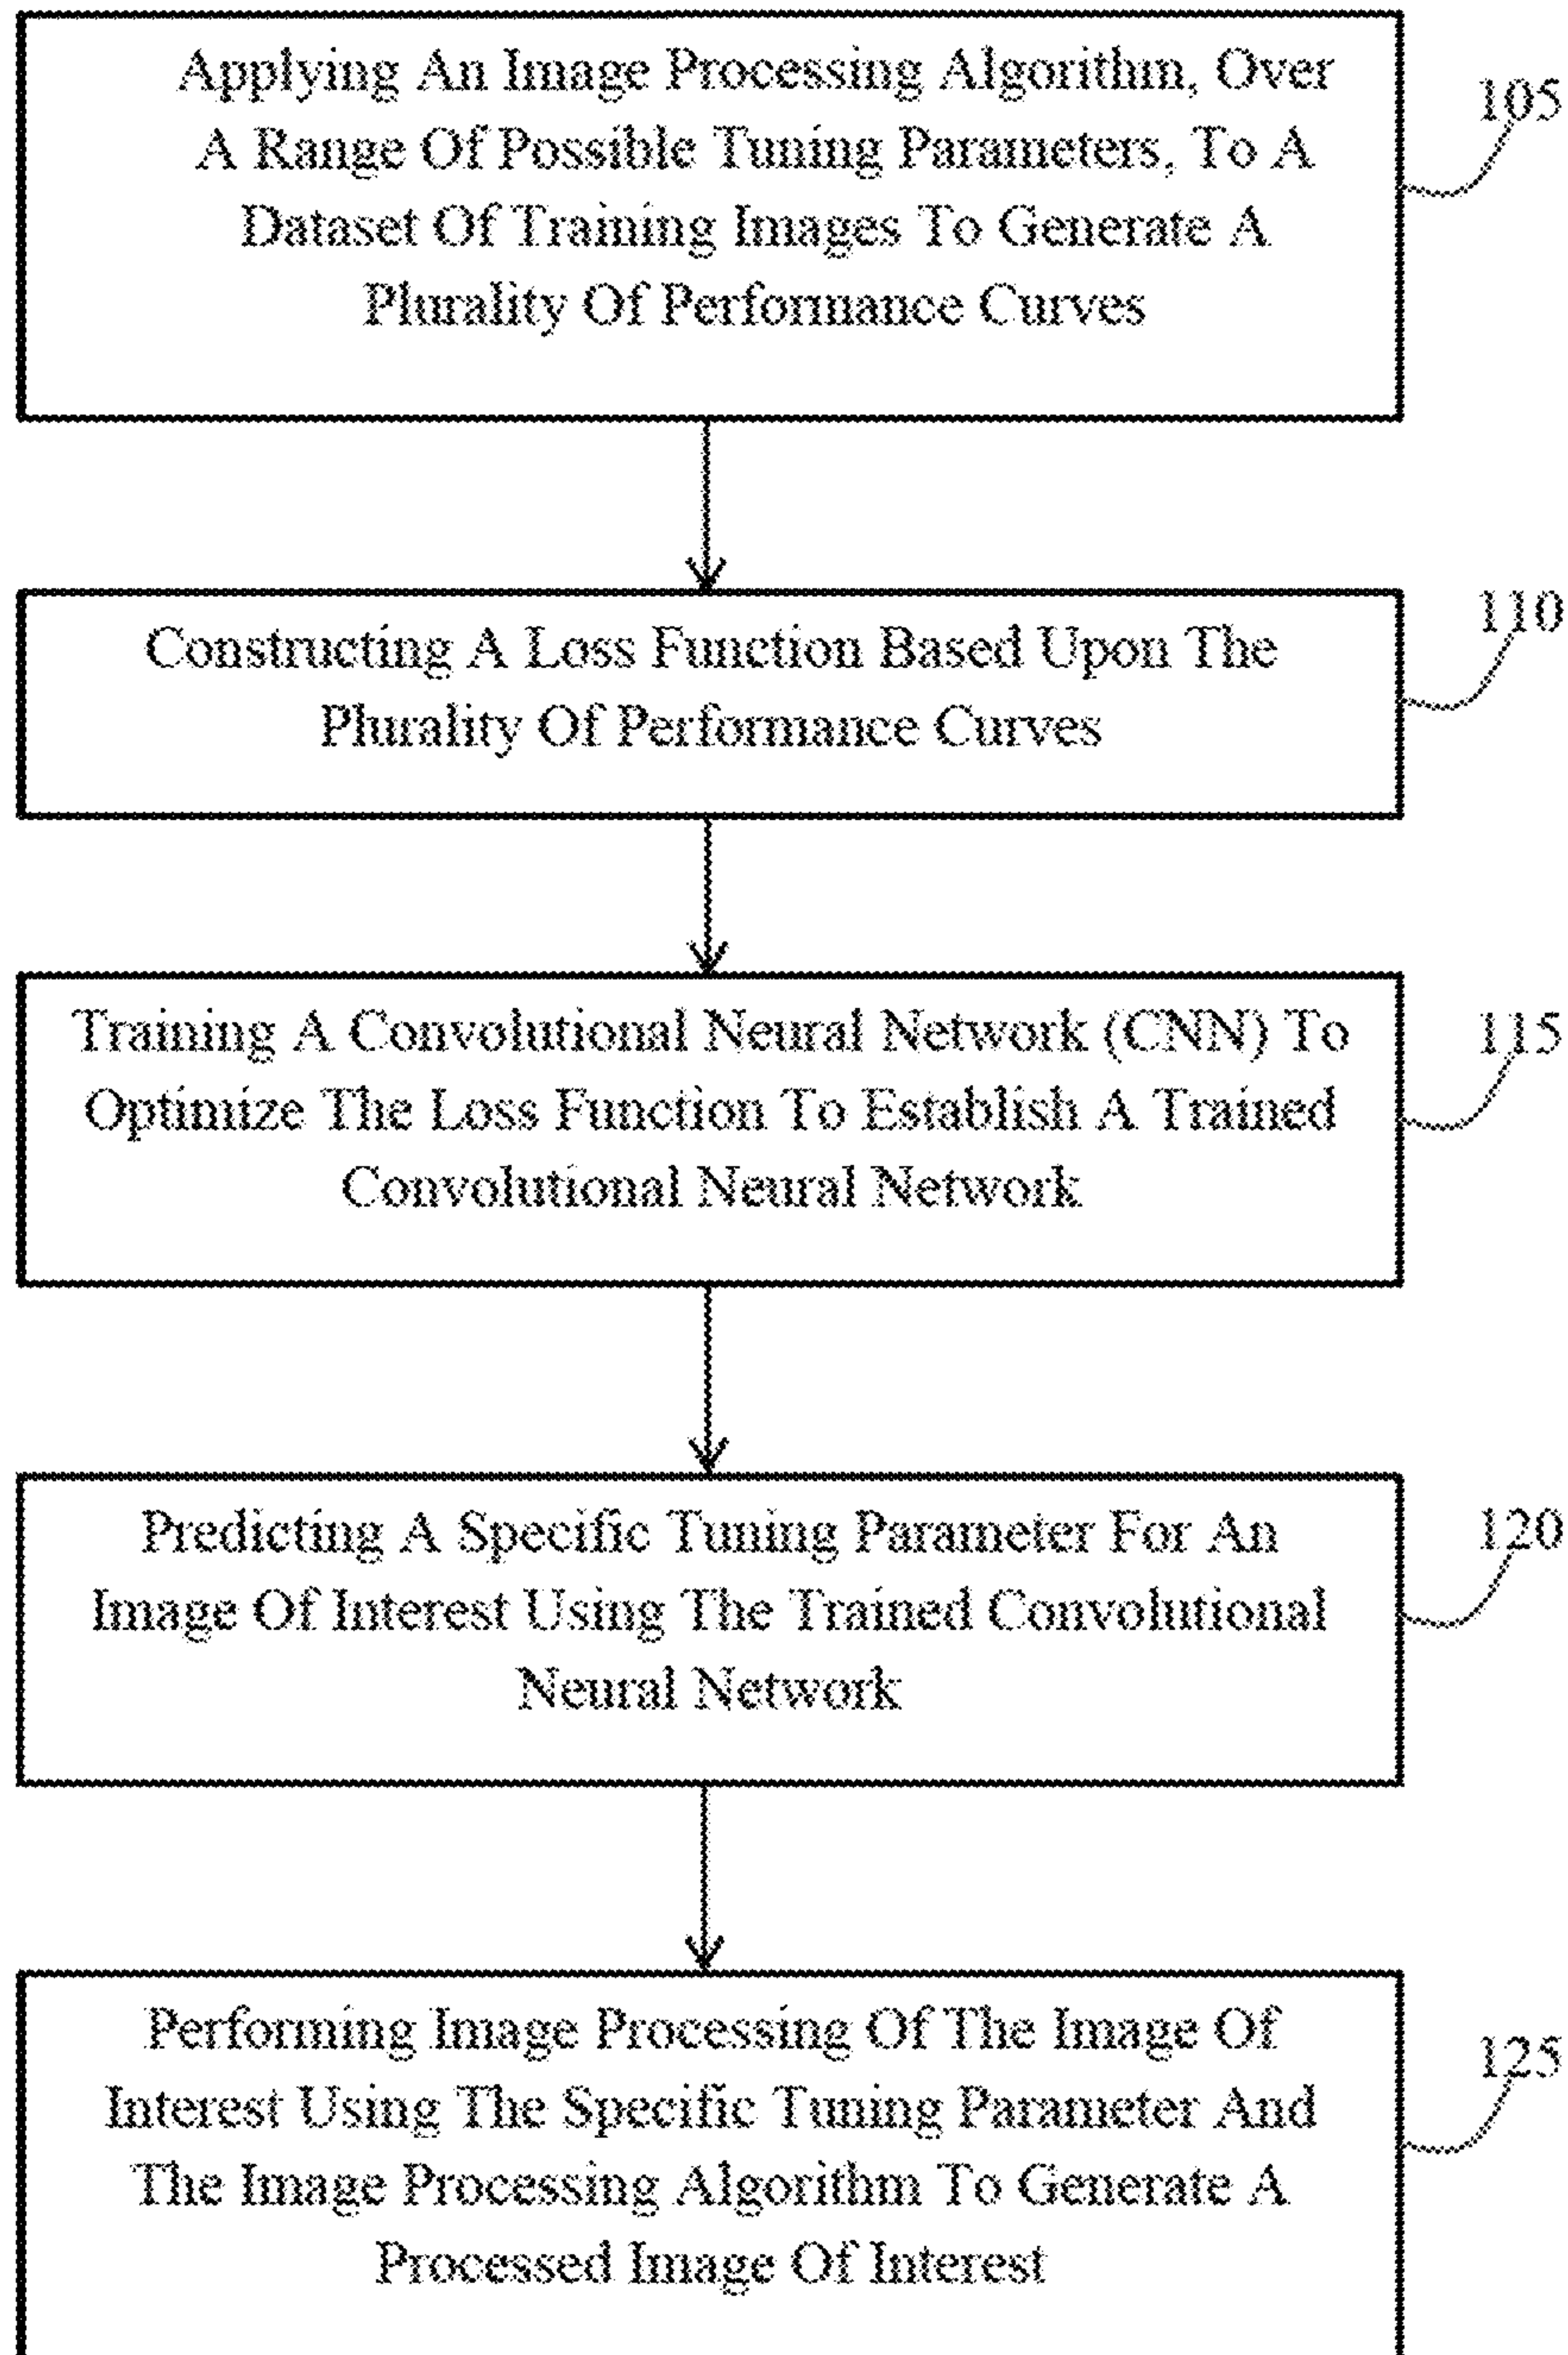 Applying An Image Processing Algorithm, Over
A Range Of Possible Tuning Parameters, To A
Dataset Of Training Images To Generate A
Plurality Of Performance Curves
105
Constructing A Loss Function Based Upon The
Plurality Of Performance Curves
110
Training A Convolutional Neural Network (CNN) To
Optimize The Loss Function To Establish A Trained
Convolutional Neural Network
115
Predicting A Specific Tuning Parameter For An
Image Of Interest Using The Trained Convolutional
Neural Network
120
Performing Image Processing Of The Image Of
Interest Using The Specific Tuning Parameter And
The Image Processing Algorithm To Generate A
Processed Image Of Interest
125